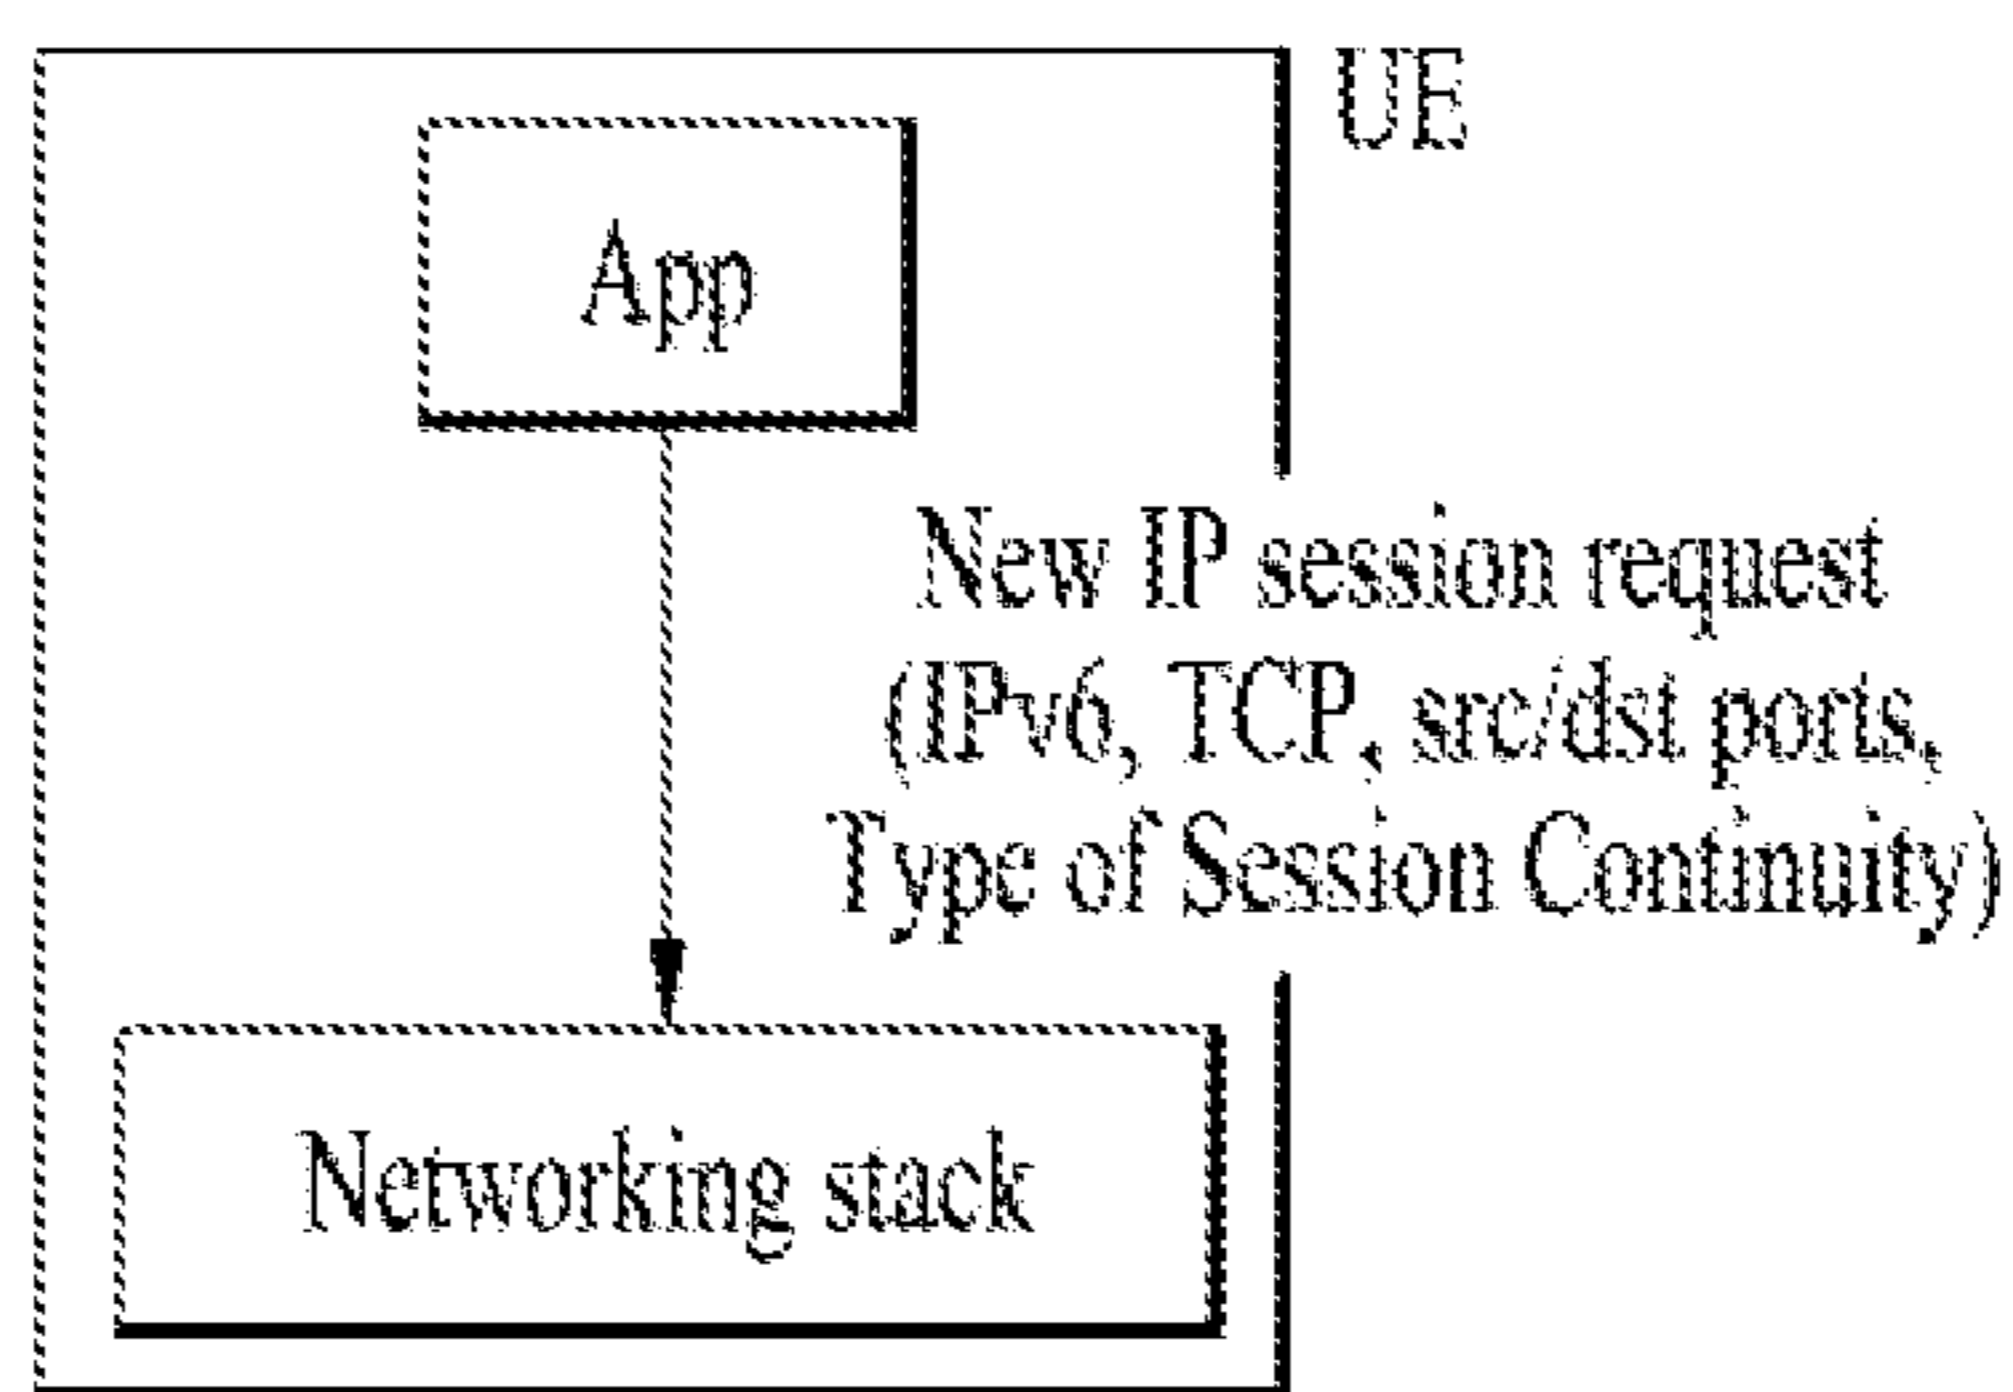 UE
App
New IP session request
(IPv6, TCP, src/dst ports,
Type of Session Continuity)
Networking stack